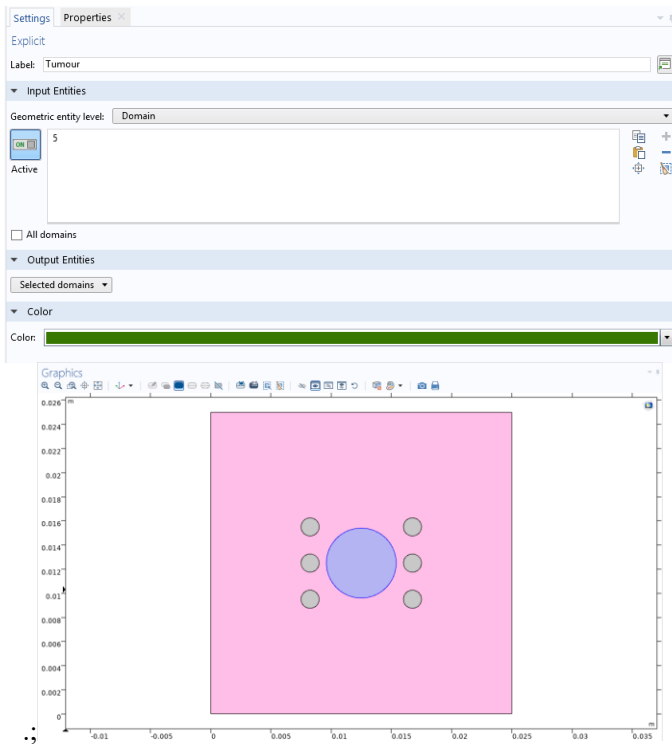 Settings Properties
Explicit
Label: Tumour
Input Entities
Geometric entity level: Domain
ON
5
Active
All domains
Output Entities
Selected domains
Color
Color:
Graphics
0.026 m
0.024
0.022
0.02
0.018
0.016
0.014
0.012
0.01
0.008
0.006
0.004
0.002
0
m
-0.01 -0.005 0 0.005 0.01 0.015 0.02 0.025 0.03 0.035
.;